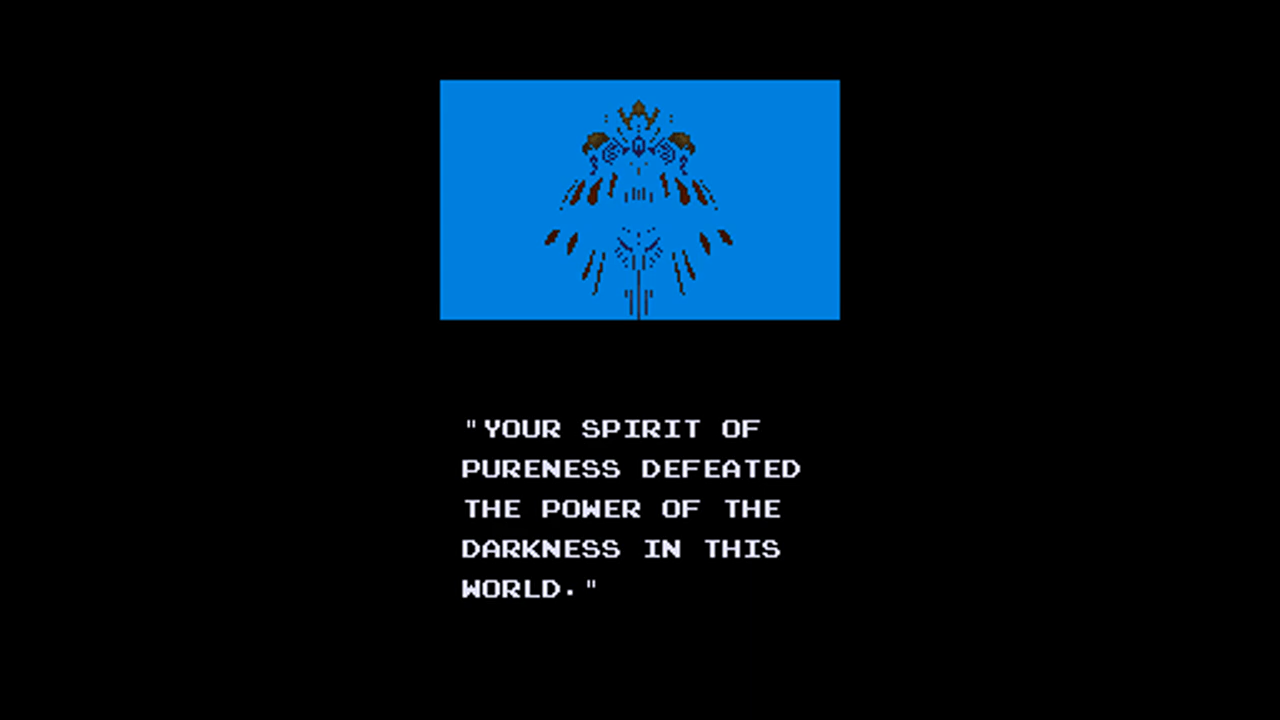 "YOUR SPIRIT OF
PURENESS DEFEATED
THE POWER OF THE
DARKNESS IN THIS
WORLD."